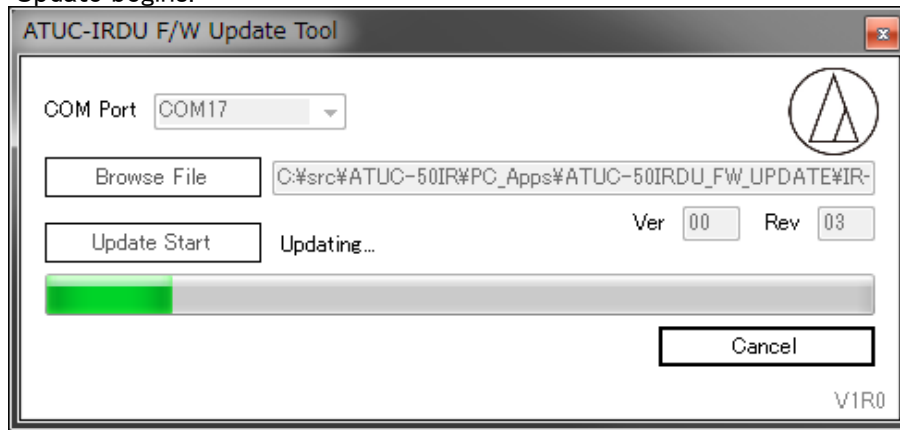 Update begins.
ATUC-IRDU F/W Update Tool
COM Port COM17
Browse File C:¥src¥ATUC-50IR¥PC_Apps¥ATUC-50IRDU_FW_UPDATE¥IR-
Ver 00 Rev 03
Update Start Updating...
Cancel
V1R0